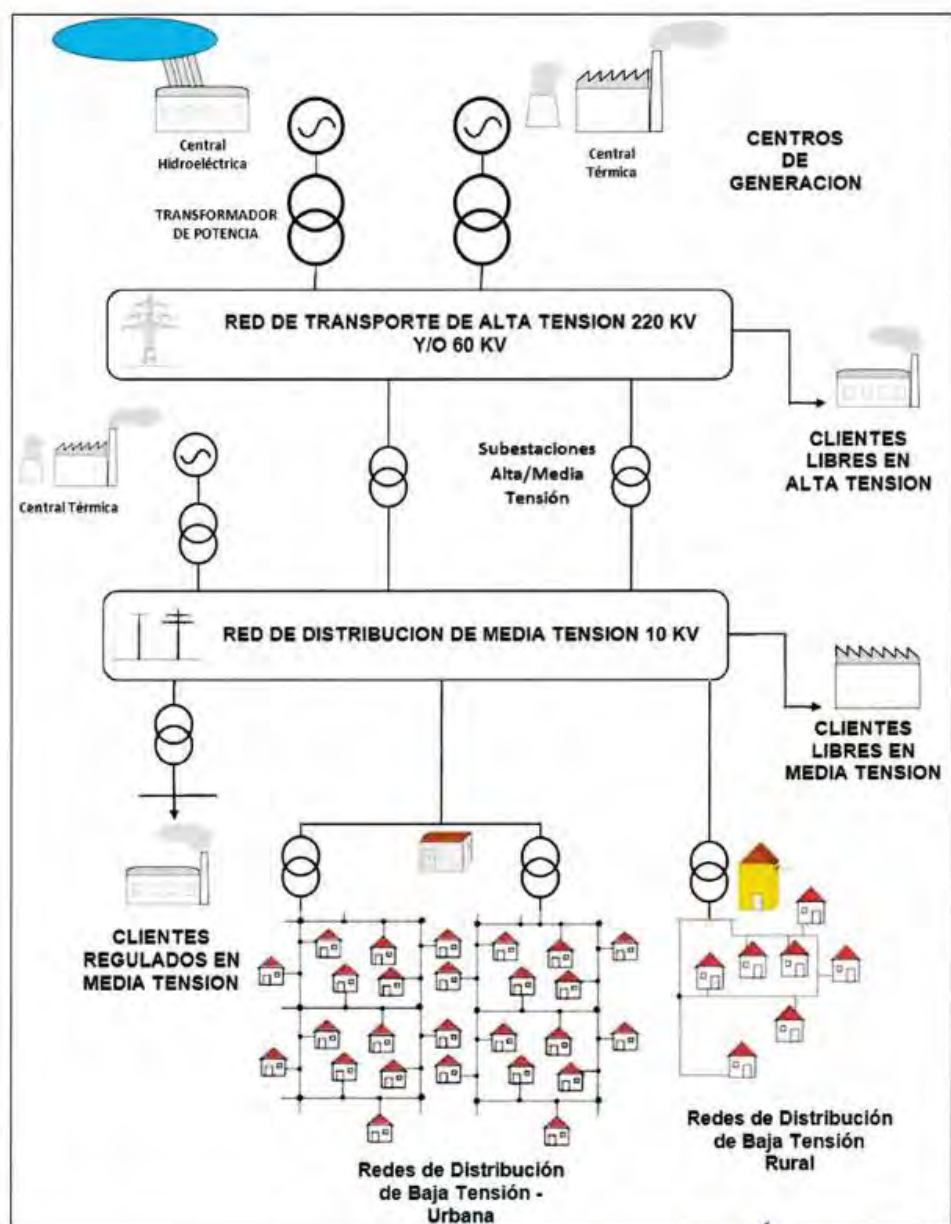 Central
Hidroeléctrica
TRANSFORMADOR
DE POTENCIA
Central
Térmica
CENTROS
DE
GENERACION
RED DE TRANSPORTE DE ALTA TENSION 220 KV
Y/O 60 KV
CLIENTES
LIBRES EN
ALTA TENSION
Central Térmica
Subestaciones
Alta/Media
Tensión
RED DE DISTRIBUCION DE MEDIA TENSION 10 KV
CLIENTES
LIBRES EN
MEDIA TENSION
CLIENTES
REGULADOS EN
MEDIA TENSION
Redes de Distribución
de Baja Tensión -
Urbana
Redes de Distribución
de Baja Tensión
Rural